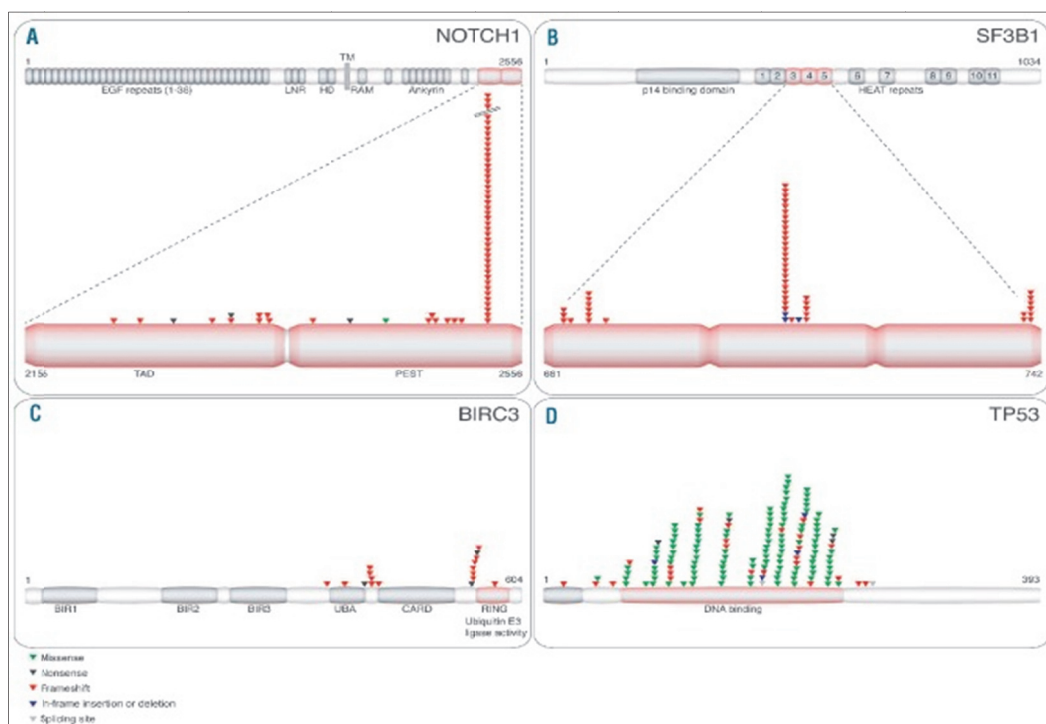 A
NOTCH1
1
TM
2556
EGF repeats (1-36)
LNR
HD
RAM
Ankyrin
2155
TAD
PEST
2556
B
SF3B1
1
1034
1
2
3
4
5
6
7
8
9
10
11
p14 binding domain
HEAT repeats
681
742
C
BIRC3
1
604
BIR1
BIR2
BIR3
UBA
CARD
RING
Ubiquitin E3
ligase activity
D
TP53
1
393
DNA binding
Missense
Nonsense
Frameshift
In-frame insertion or deletion
Splicing site